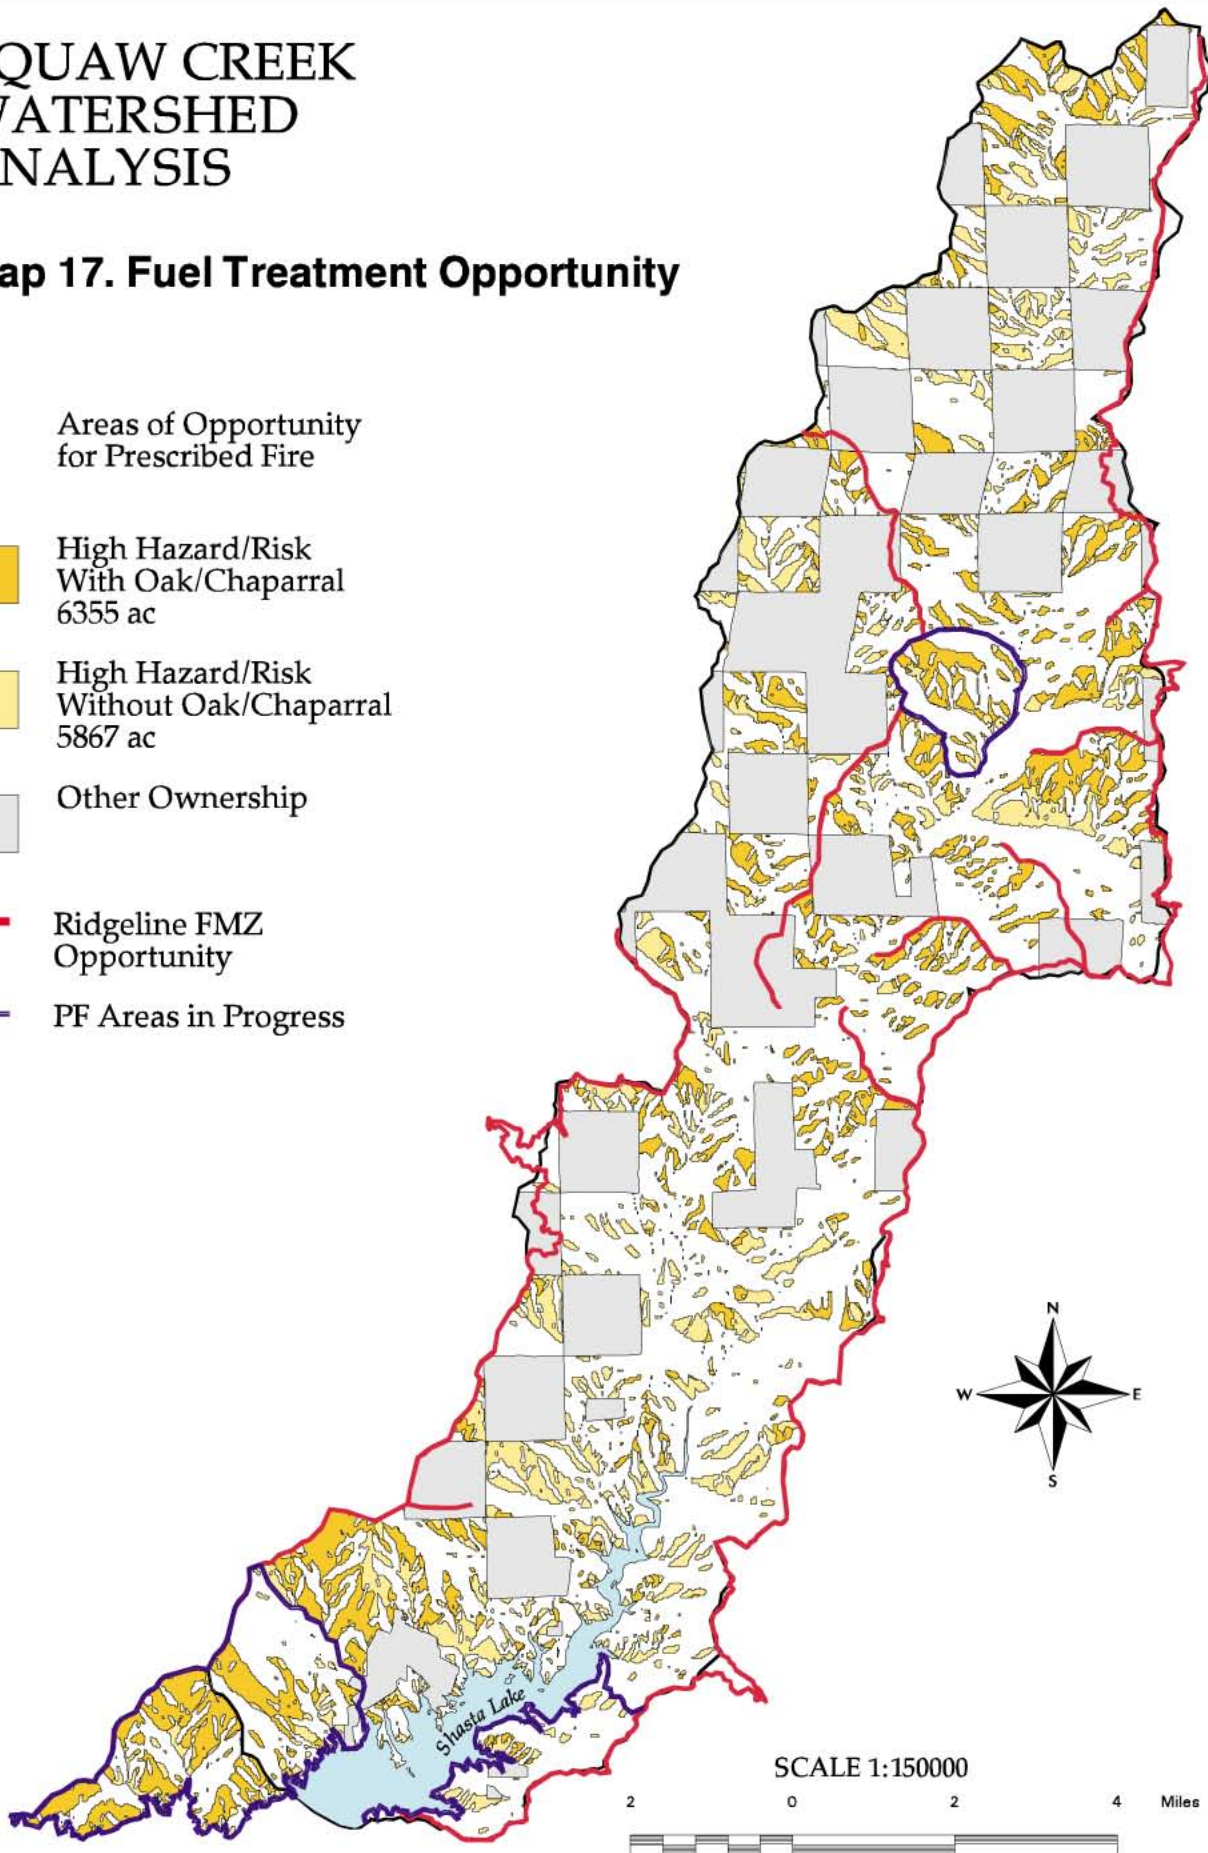 QUAW CREEK
WATERSHED
NALYSIS
ap 17. Fuel Treatment Opportunity
Areas of Opportunity
for Prescribed Fire
High Hazard/Risk
With Oak/Chaparral
6355 ac
High Hazard/Risk
Without Oak/Chaparral
5867 ac
Other Ownership
Ridgeline FMZ
Opportunity
PF Areas in Progress
N
W
E
S
Shasta Lake
SCALE 1:150000
2 0 2 4 Miles